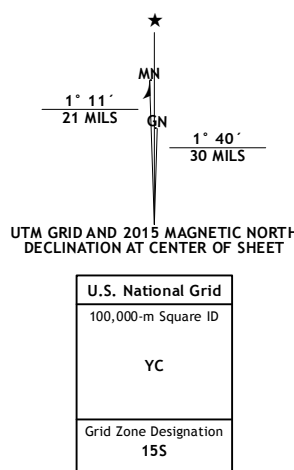 ★
MN
1° 11´
21 MILS
GN
1° 40´
30 MILS
UTM GRID AND 2015 MAGNETIC NORTH
DECLINATION AT CENTER OF SHEET
U.S. National Grid
100,000-m Square ID
YC
Grid Zone Designation
15S